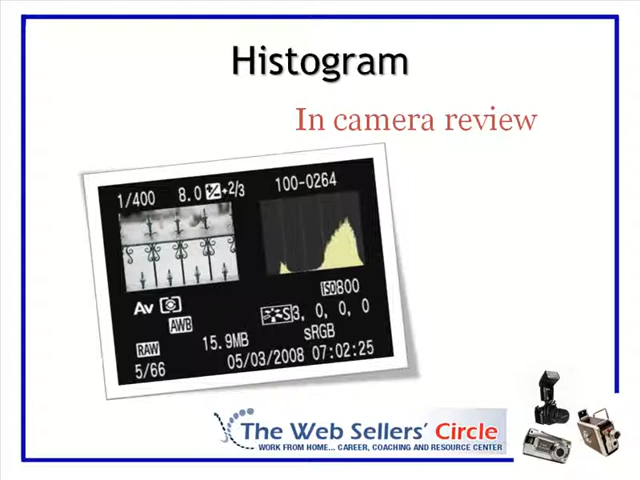 Histogram
In camera review
1/400 8.0 +2/3 100-0264
ISO 800
Av
S 3, 0, 0, 0
AWB
sRGB
RAW 15.9MB
5/66 05/03/2008 07:02:25
The Web Sellers' Circle
WORK FROM HOME... CAREER, COACHING AND RESOURCE CENTER